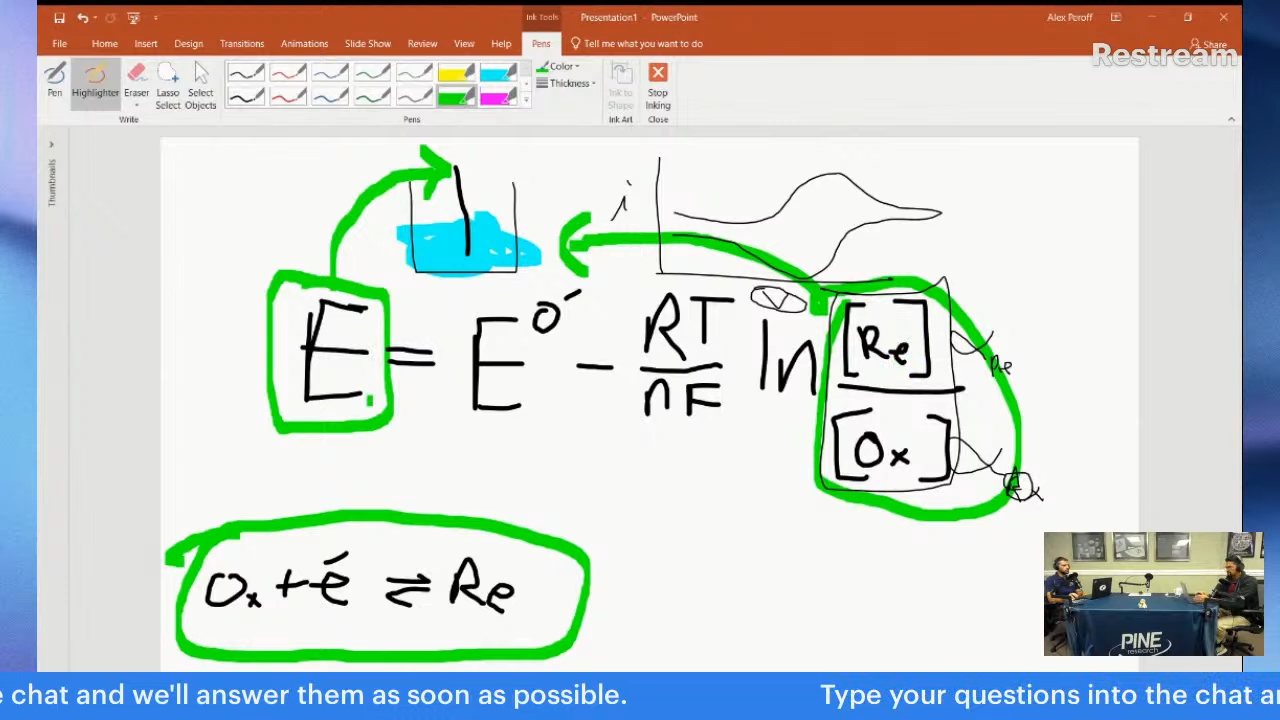 Ink Tools
Presentation1 - PowerPoint
Alex Peroff
File Home Insert Design Transitions Animations Slide Show Review View Help Pens Tell me what you want to do Share
Restream
Pen Highlighter Eraser Lasso Select Select Objects
Color
Thickness
Ink to Shape
Stop Inking
Write Pens Ink Art Close
Thumbnails
i
V
E = E^0' - RT/nF ln [Re]/[Ox]
Re
Ox + e⁻ ⇌ Re
PINE
research
e chat and we'll answer them as soon as possible. Type your questions into the chat an